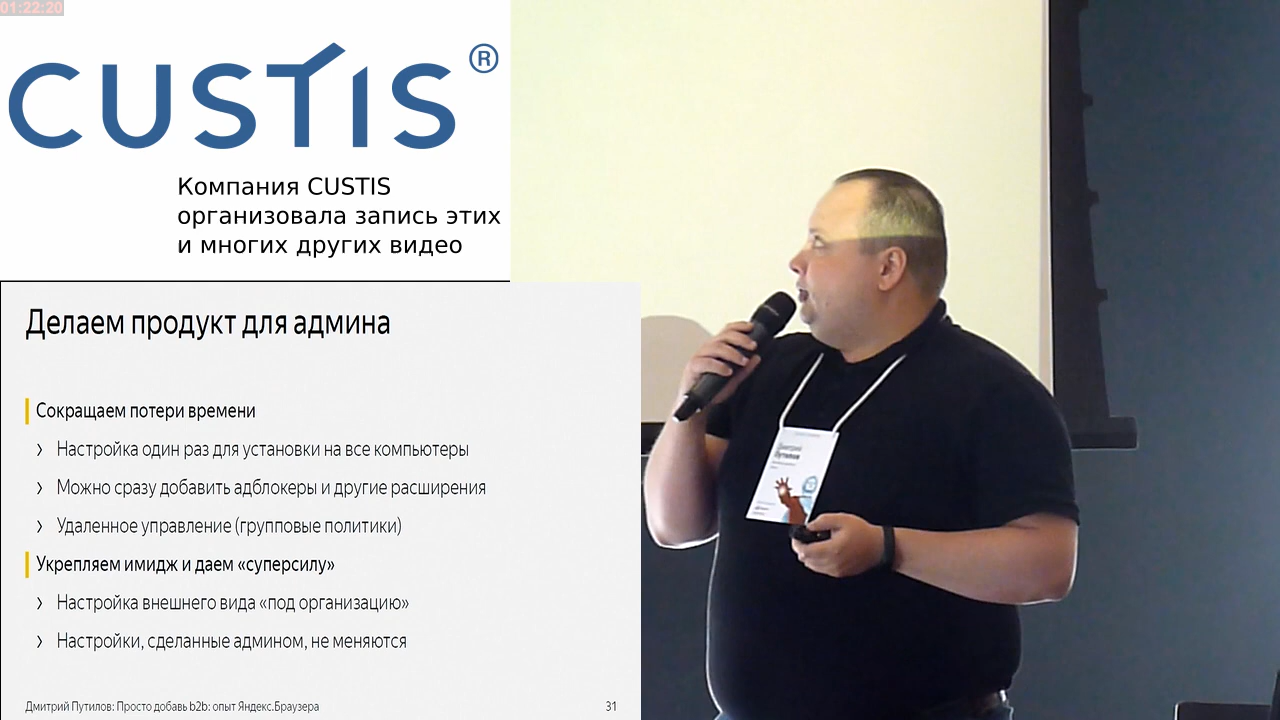 01:22:20
CUSTIS®
Компания CUSTIS
организовала запись этих
и многих других видео
Делаем продукт для админа
Сокращаем потери времени
› Настройка один раз для установки на все компьютеры
› Можно сразу добавить адблокеры и другие расширения
› Удаленное управление (групповые политики)
Укрепляем имидж и даем «суперсилу»
› Настройка внешнего вида «под организацию»
› Настройки, сделанные админом, не меняются
Дмитрий Путилов: Просто добавь b2b: опыт Яндекс.Браузера
31
Дмитрий
Путилов